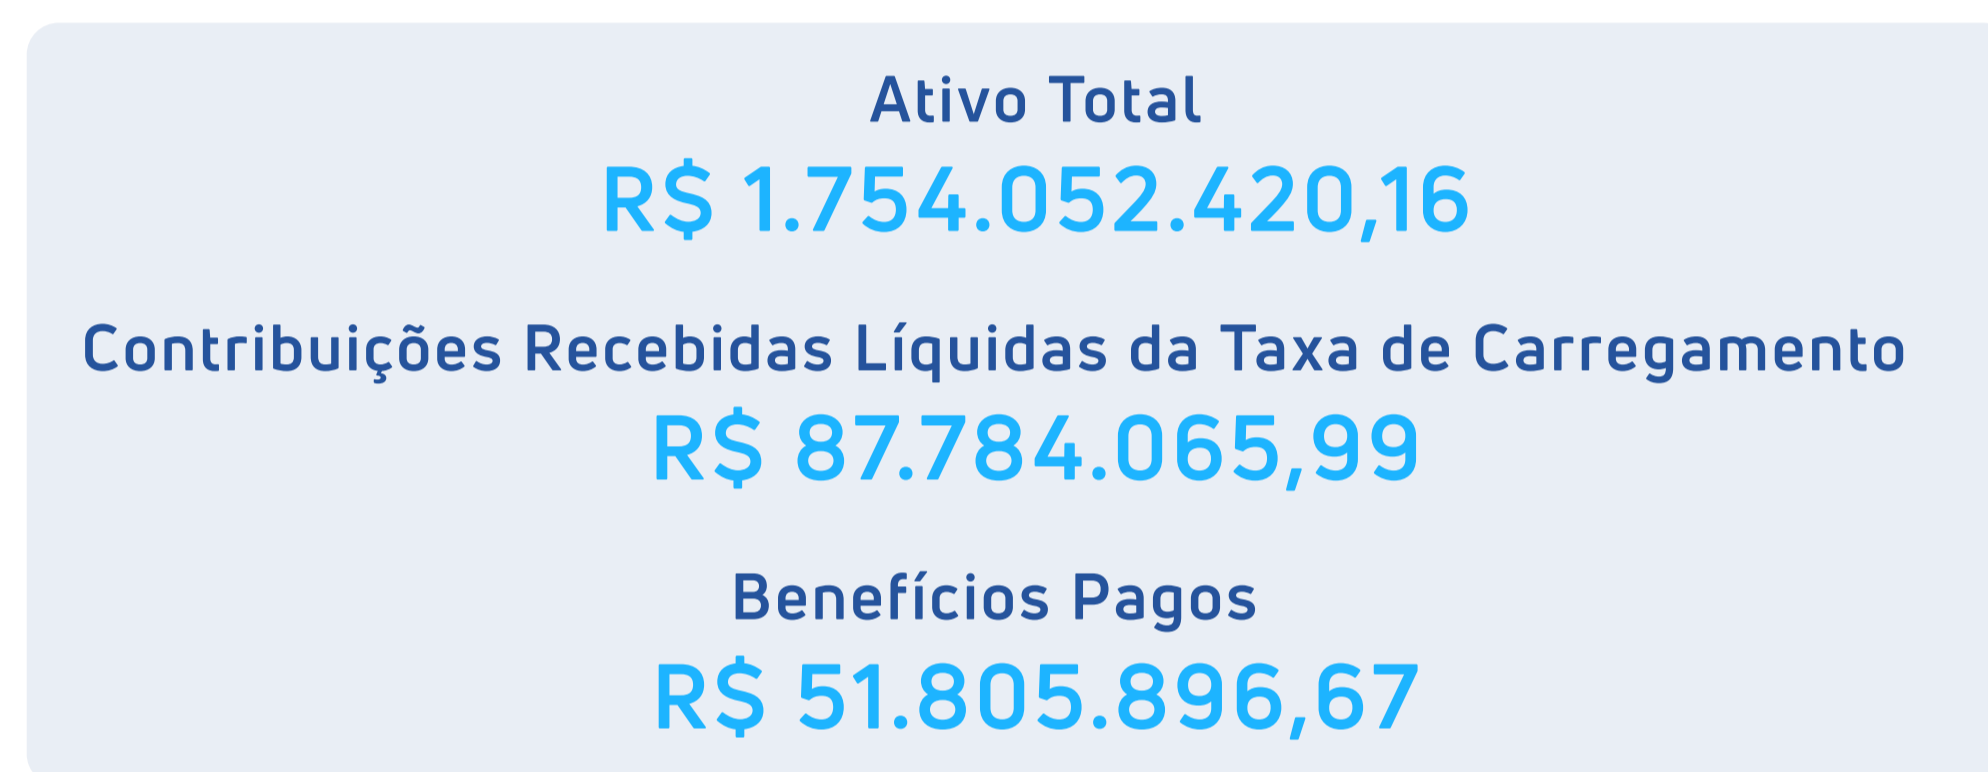 Ativo Total
R$ 1.754.052.420,16
Contribuições Recebidas Líquidas da Taxa de Carregamento
R$ 87.784.065,99
Benefícios Pagos
R$ 51.805.896,67